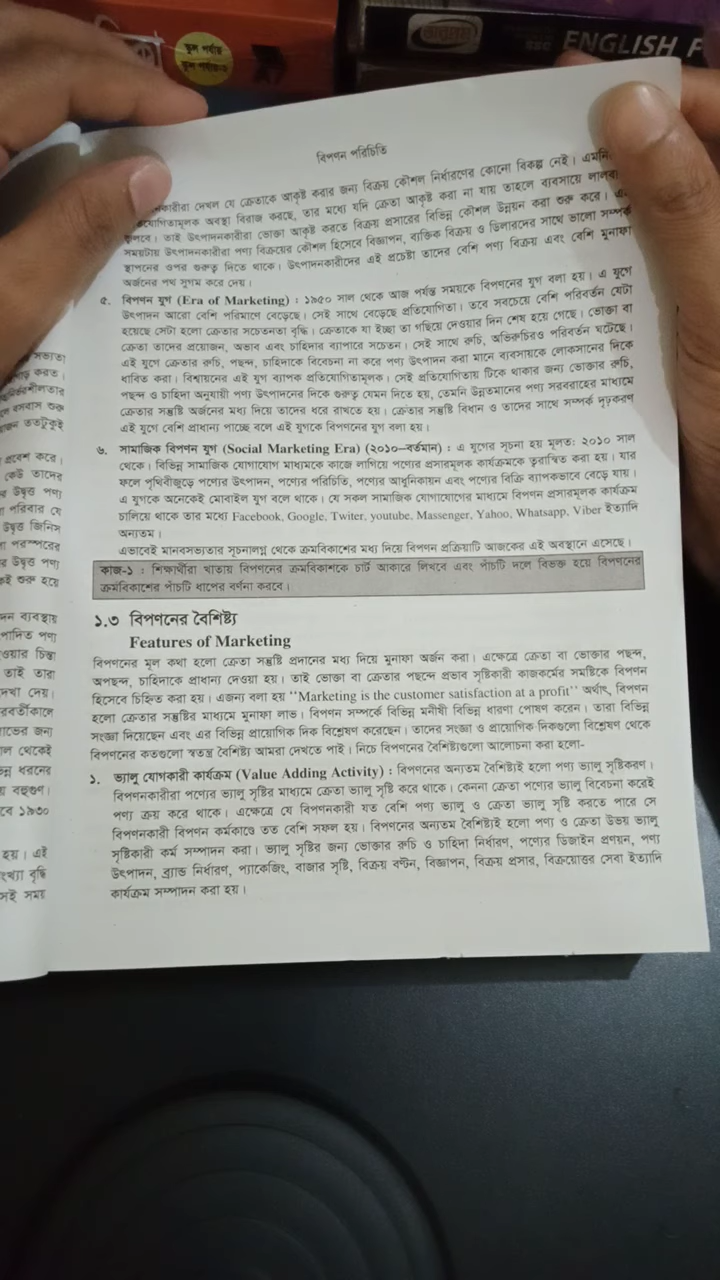 স্কুল পর্যায়
স্কুল পর্যায়-২
SSC ENGLISH
বিপণন পরিচিতি
দেখল যে ক্রেতাকে আকৃষ্ট করার জন্য বিক্রয় কৌশল নির্ধারণের কোনো বিকল্প নেই।
অবস্থা বিরাজ করছে, তার মধ্যে যদি ক্রেতা আকৃষ্ট করা না যায় তাহলে ব্যবসায়ে
তাই উৎপাদনকারীরা ভোক্তা আকৃষ্ট করতে বিক্রয় প্রসারের বিভিন্ন কৌশল উন্নয়ন করা শুরু করে।
সময়টায় উৎপাদনকারীরা পণ্য বিক্রয়ের কৌশল হিসেবে বিজ্ঞাপন, ব্যক্তিক বিক্রয় ও ডিলারদের সাথে ভালো সম্পর্ক
স্থাপনের ওপর গুরুত্ব দিতে থাকে। উৎপাদনকারীদের এই প্রচেষ্টা তাদের বেশি পণ্য বিক্রয় এবং বেশি মুনাফা
অর্জনের পথ সুগম করে দেয়।
৫. বিপণন যুগ (Era of Marketing) : ১৯৫০ সাল থেকে আজ পর্যন্ত সময়কে বিপণনের যুগ বলা হয়। এ যুগে
উৎপাদন আরো বেশি পরিমাণে বেড়েছে। সেই সাথে বেড়েছে প্রতিযোগিতা। তবে সবচেয়ে বেশি পরিবর্তন যেটা
হয়েছে সেটা হলো ক্রেতার সচেতনতা বৃদ্ধি। ক্রেতাকে যা ইচ্ছা তা গছিয়ে দেওয়ার দিন শেষ হয়ে গেছে। ভোক্তা বা
ক্রেতা তাদের প্রয়োজন, অভাব এবং চাহিদার ব্যাপারে সচেতন। সেই সাথে রুচি, অভিরুচিরও পরিবর্তন ঘটেছে।
এই যুগে ক্রেতার রুচি, পছন্দ, চাহিদাকে বিবেচনা না করে পণ্য উৎপাদন করা মানে ব্যবসায়কে লোকসানের দিকে
ধাবিত করা। বিশ্বায়নের এই যুগ ব্যাপক প্রতিযোগিতামূলক। সেই প্রতিযোগিতায় টিকে থাকার জন্য ভোক্তার রুচি,
পছন্দ ও চাহিদা অনুযায়ী পণ্য উৎপাদনের দিকে গুরুত্ব যেমন দিতে হয়, তেমনি উন্নতমানের পণ্য সরবরাহের মাধ্যমে
ক্রেতার সন্তুষ্টি অর্জনের মধ্য দিয়ে তাদের ধরে রাখতে হয়। ক্রেতার সন্তুষ্টি বিধান ও তাদের সাথে সম্পর্ক দৃঢ়করণ
এই যুগে বেশি প্রাধান্য পাচ্ছে বলে এই যুগকে বিপণনের যুগ বলা হয়।
৬. সামাজিক বিপণন যুগ (Social Marketing Era) (২০১০–বর্তমান) : এ যুগের সূচনা হয় মূলত: ২০১০ সাল
থেকে। বিভিন্ন সামাজিক যোগাযোগ মাধ্যমকে কাজে লাগিয়ে পণ্যের প্রসারমূলক কার্যক্রমকে ত্বরান্বিত করা হয়। যার
ফলে পৃথিবীজুড়ে পণ্যের উৎপাদন, পণ্যের পরিচিতি, পণ্যের আধুনিকায়ন এবং পণ্যের বিক্রি ব্যাপকভাবে বেড়ে যায়।
এ যুগকে অনেকেই মোবাইল যুগ বলে থাকে। যে সকল সামাজিক যোগাযোগের মাধ্যমে বিপণন প্রসারমূলক কার্যক্রম
চালিয়ে থাকে তার মধ্যে Facebook, Google, Twiter, youtube. Massenger, Yahoo, Whatsapp, Viber ইত্যাদি
অন্যতম।
এভাবেই মানবসভ্যতার সূচনালগ্ন থেকে ক্রমবিকাশের মধ্য দিয়ে বিপণন প্রক্রিয়াটি আজকের এই অবস্থানে এসেছে।
কাজ-১ : শিক্ষার্থীরা খাতায় বিপণনের ক্রমবিকাশকে চার্ট আকারে লিখবে এবং পাঁচটি দলে বিভক্ত হয়ে বিপণনের
ক্রমবিকাশের পাঁচটি ধাপের বর্ণনা করবে।
১.৩ বিপণনের বৈশিষ্ট্য
Features of Marketing
বিপণনের মূল কথা হলো ক্রেতা সন্তুষ্টি প্রদানের মধ্য দিয়ে মুনাফা অর্জন করা। এক্ষেত্রে ক্রেতা বা ভোক্তার পছন্দ,
অপছন্দ, চাহিদাকে প্রাধান্য দেওয়া হয়। তাই ভোক্তা বা ক্রেতার পছন্দে প্রভাব সৃষ্টিকারী কাজকর্মের সমষ্টিকে বিপণন
হিসেবে চিহ্নিত করা হয়। এজন্য বলা হয় "Marketing is the customer satisfaction at a profit" অর্থাৎ, বিপণন
হলো ক্রেতার সন্তুষ্টির মাধ্যমে মুনাফা লাভ। বিপণন সম্পর্কে বিভিন্ন মনীষী বিভিন্ন ধারণা পোষণ করেন। তারা বিভিন্ন
সংজ্ঞা দিয়েছেন এবং এর বিভিন্ন প্রায়োগিক দিক বিশ্লেষণ করেছেন। তাদের সংজ্ঞা ও প্রায়োগিক দিকগুলো বিশ্লেষণ থেকে
বিপণনের কতগুলো স্বতন্ত্র বৈশিষ্ট্য আমরা দেখতে পাই। নিচে বিপণনের বৈশিষ্ট্যগুলো আলোচনা করা হলো-
১. ভ্যালু যোগকারী কার্যক্রম (Value Adding Activity) : বিপণনের অন্যতম বৈশিষ্ট্যই হলো পণ্য ভ্যালু সৃষ্টিকরণ।
বিপণনকারীরা পণ্যের ভ্যালু সৃষ্টির মাধ্যমে ক্রেতা ভ্যালু সৃষ্টি করে থাকে। কেননা ক্রেতা পণ্যের ভ্যালু বিবেচনা করেই
পণ্য ক্রয় করে থাকে। এক্ষেত্রে যে বিপণনকারী যত বেশি পণ্য ভ্যালু ও ক্রেতা ভ্যালু সৃষ্টি করতে পারে সে
বিপণনকারী বিপণন কর্মকাণ্ডে তত বেশি সফল হয়। বিপণনের অন্যতম বৈশিষ্ট্যই হলো পণ্য ও ক্রেতা উভয় ভ্যালু
সৃষ্টিকারী কর্ম সম্পাদন করা। ভ্যালু সৃষ্টির জন্য ভোক্তার রুচি ও চাহিদা নির্ধারণ, পণ্যের ডিজাইন প্রণয়ন, পণ্য
উৎপাদন, ব্র্যান্ড নির্ধারণ, প্যাকেজিং, বাজার সৃষ্টি, বিক্রয় বণ্টন, বিজ্ঞাপন, বিক্রয় প্রসার, বিক্রয়োত্তর সেবা ইত্যাদি
কার্যক্রম সম্পাদন করা হয়।